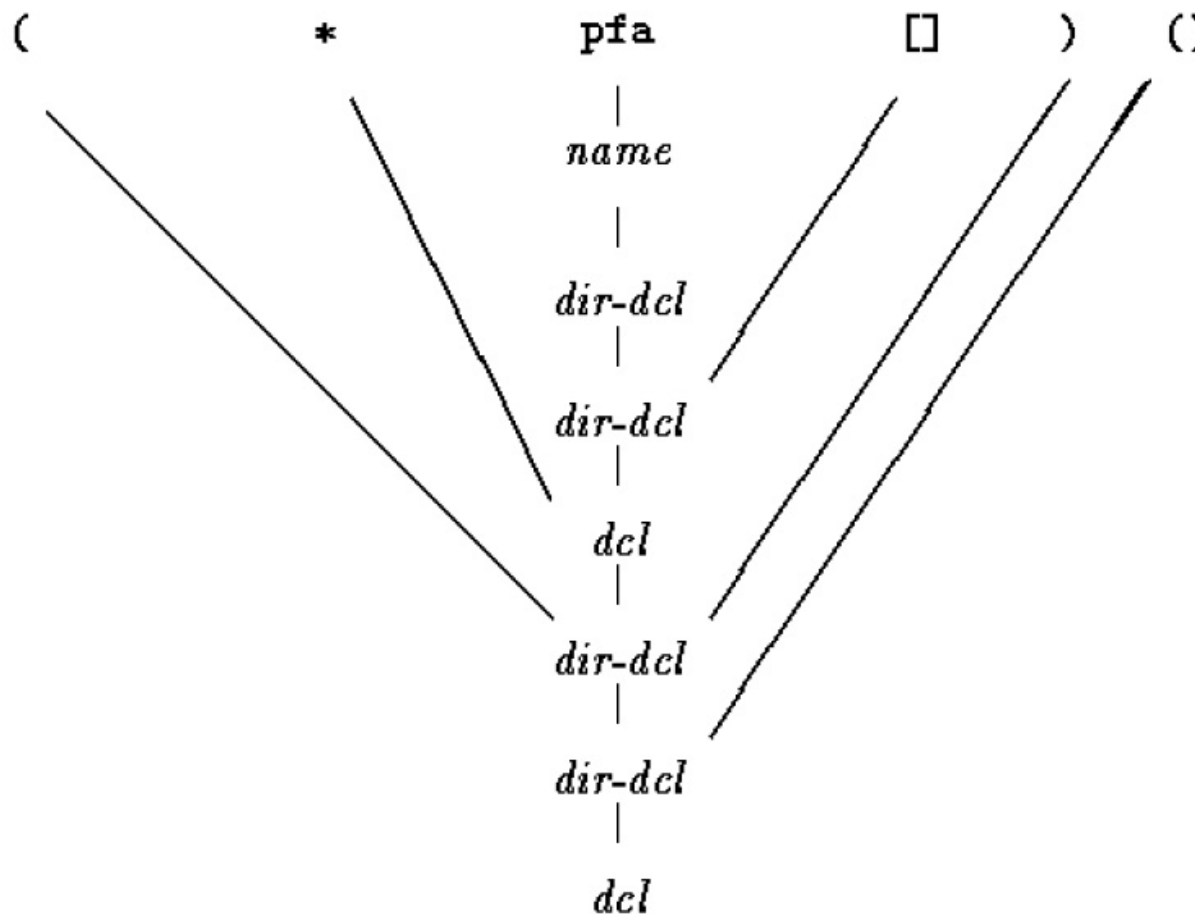 ( * pfa [] ) ()
name
dir-dcl
dir-dcl
dcl
dir-dcl
dir-dcl
dcl